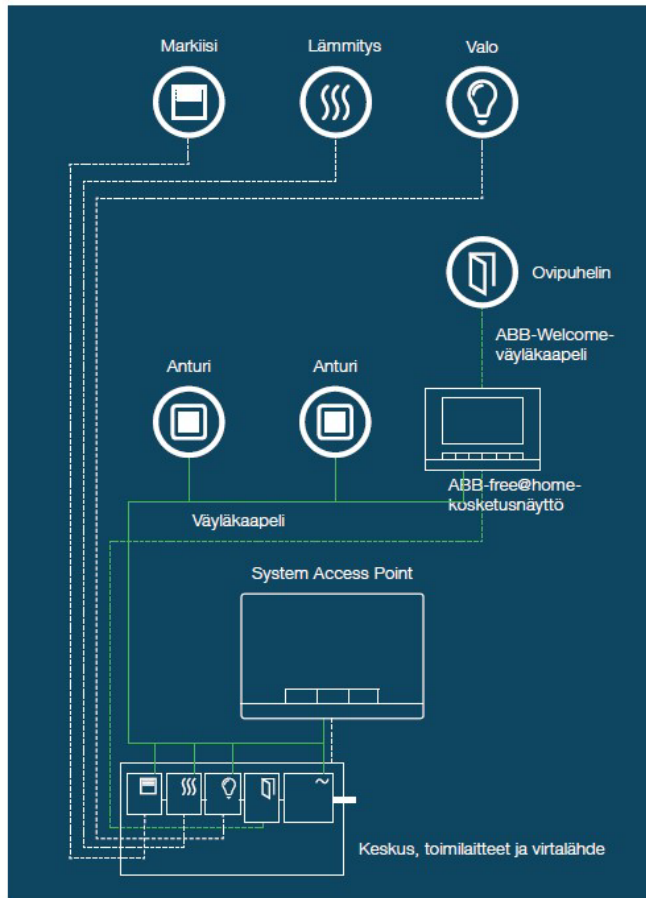 Markiisi
Lämmitys
Valo
Ovipuhelin
ABB-Welcome-
väyläkaapeli
Anturi
Anturi
ABB-free@home-
kosketusnäyttö
Väyläkaapeli
System Access Point
Keskus, toimilaitteet ja virtalähde